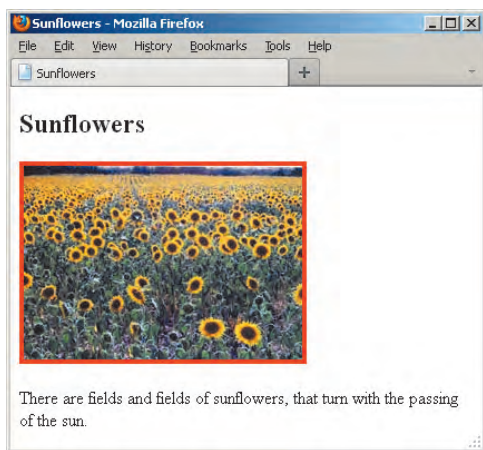 Sunflowers - Mozilla Firefox
File Edit View History Bookmarks Tools Help
Sunflowers
Sunflowers
There are fields and fields of sunflowers, that turn with the passing
of the sun.